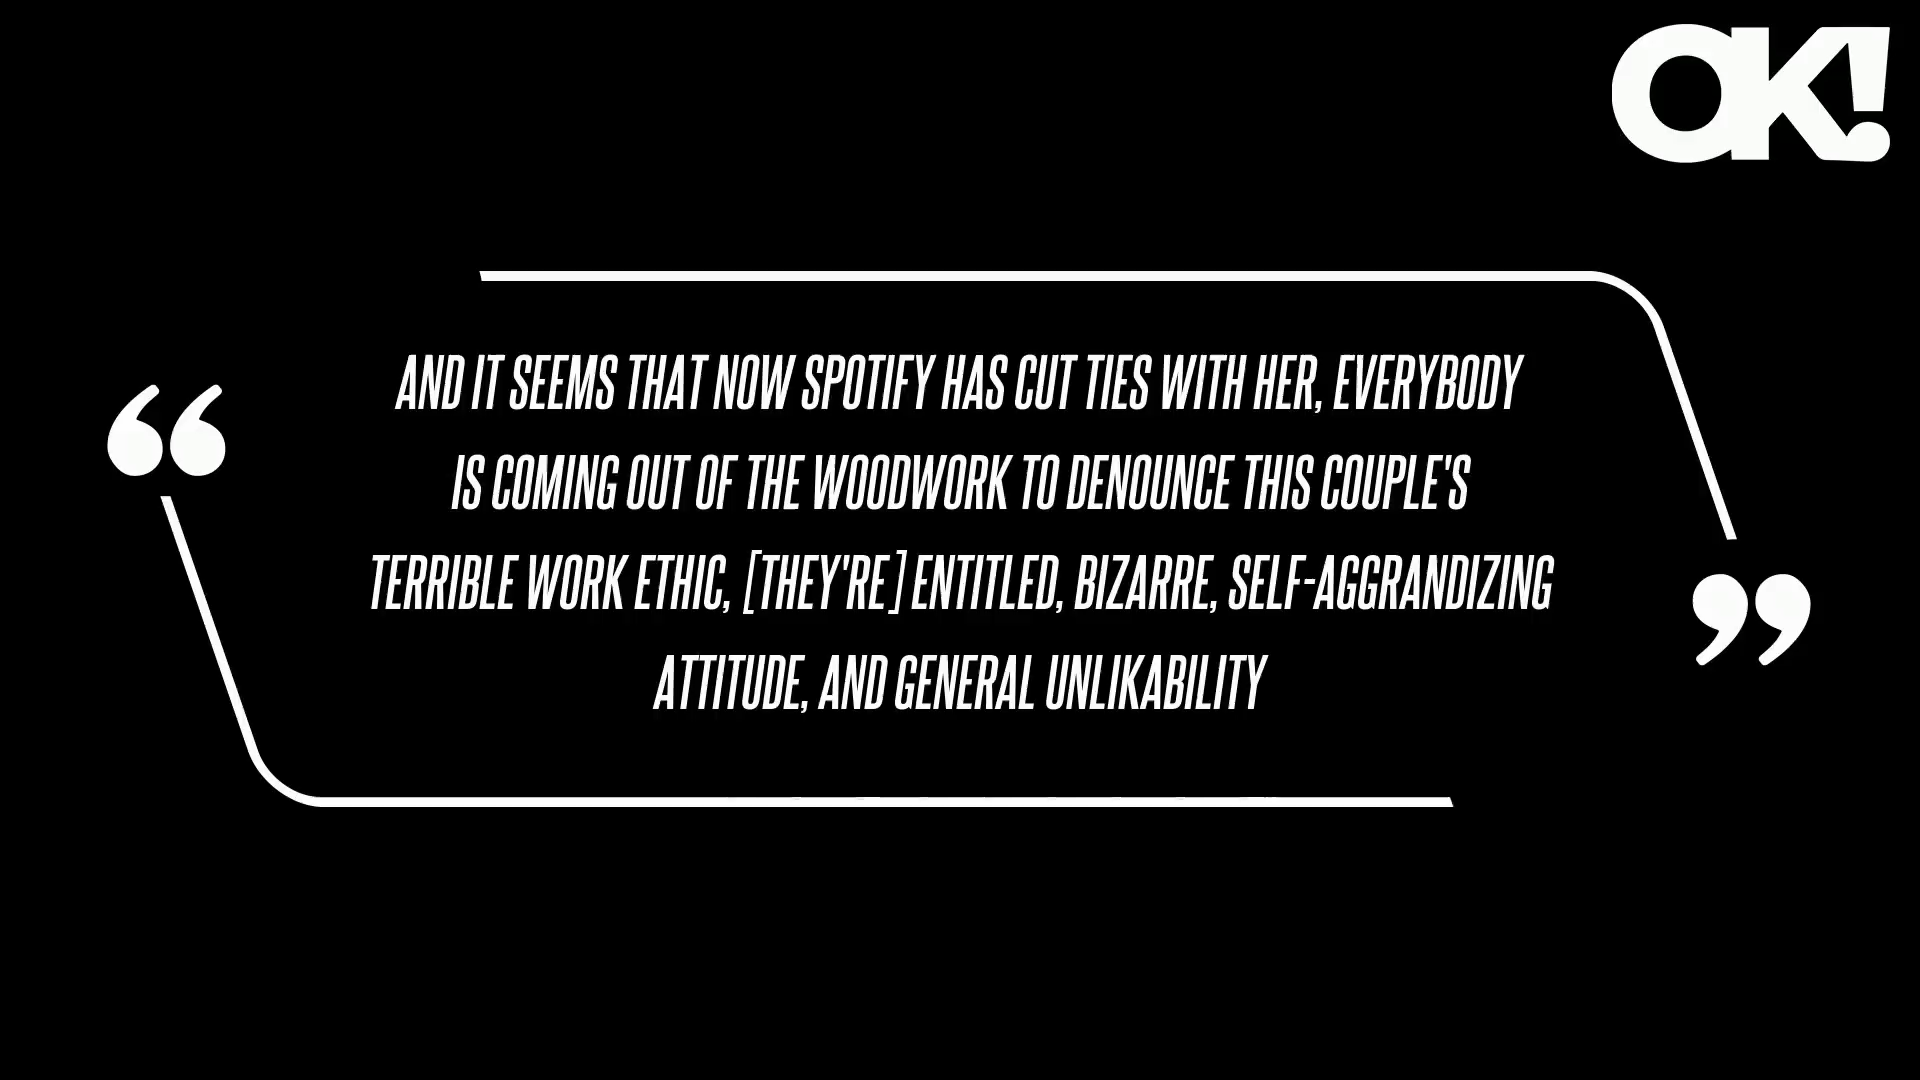 OK!
“
AND IT SEEMS THAT NOW SPOTIFY HAS CUT TIES WITH HER, EVERYBODY
IS COMING OUT OF THE WOODWORK TO DENOUNCE THIS COUPLE'S
TERRIBLE WORK ETHIC, [THEY'RE] ENTITLED, BIZARRE, SELF-AGGRANDIZING
ATTITUDE, AND GENERAL UNLIKABILITY
”